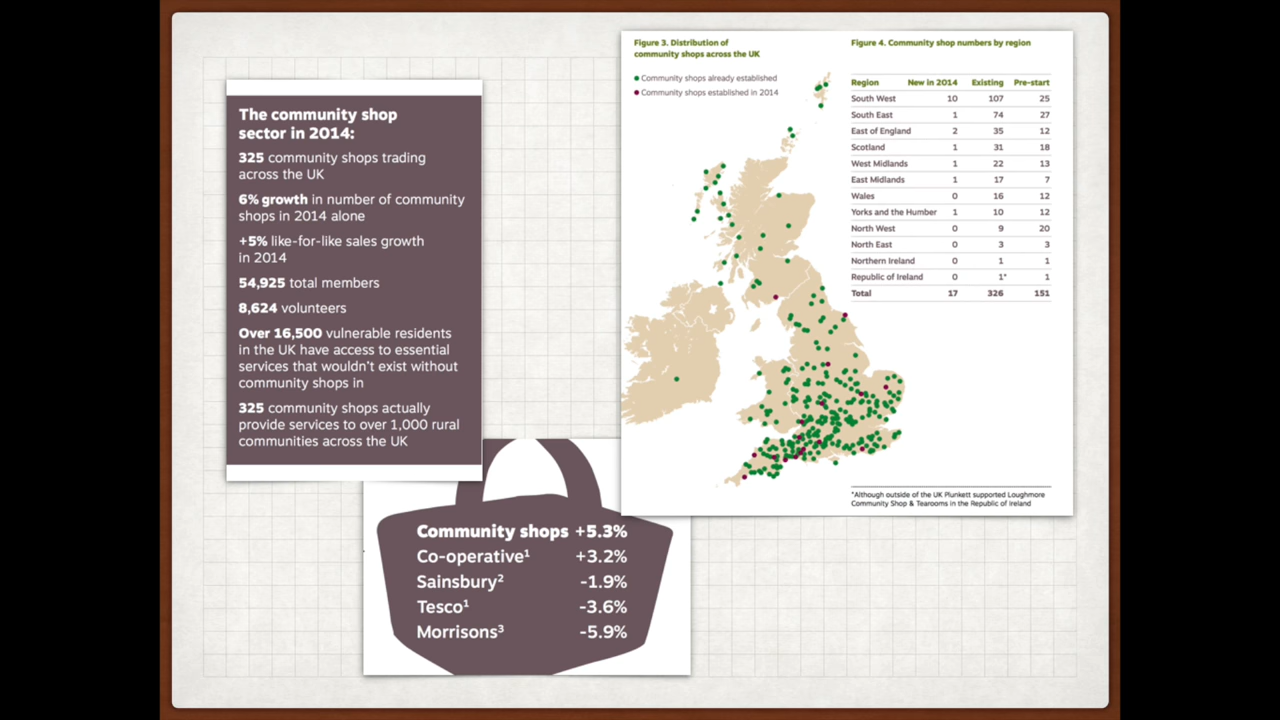 The community shop
sector in 2014:
325 community shops trading
across the UK
6% growth in number of community
shops in 2014 alone
+5% like-for-like sales growth
in 2014
54,925 total members
8,624 volunteers
Over 16,500 vulnerable residents
in the UK have access to essential
services that wouldn't exist without
community shops in
325 community shops actually
provide services to over 1,000 rural
communities across the UK
Community shops +5.3%
Co-operative¹ +3.2%
Sainsbury² -1.9%
Tesco¹ -3.6%
Morrisons³ -5.9%
Figure 3. Distribution of
community shops across the UK
Community shops already established
Community shops established in 2014
Figure 4. Community shop numbers by region
Region New in 2014 Existing Pre-start
South West 10 107 25
South East 1 74 27
East of England 2 35 12
Scotland 1 31 18
West Midlands 1 22 13
East Midlands 1 17 7
Wales 0 16 12
Yorks and the Humber 1 10 12
North West 0 9 20
North East 0 3 3
Northern Ireland 0 1 1
Republic of Ireland 0 1* 1
Total 17 326 151
*Although outside of the UK Plunkett supported Loughmore
Community Shop & Tearooms in the Republic of Ireland